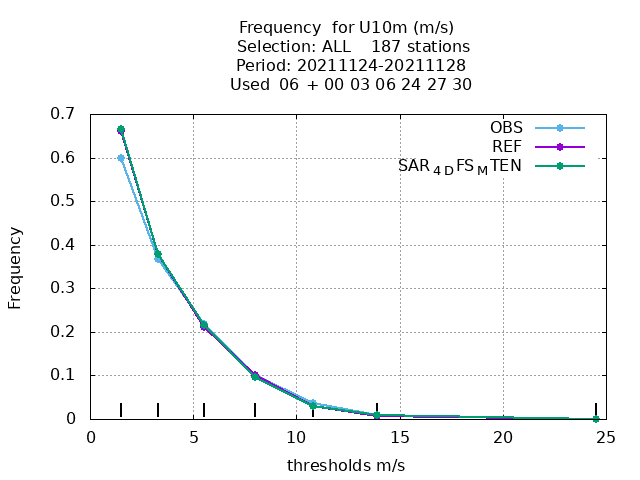 Frequency  for U10m (m/s)
Selection: ALL    187 stations
Period: 20211124-20211128
Used  06  + 00 03 06 24 27 30
OBS
REF
SAR4DFSMTEN
0.7
0.6
0.5
0.4
0.3
0.2
0.1
0
Frequency
0 5 10 15 20 25
thresholds m/s